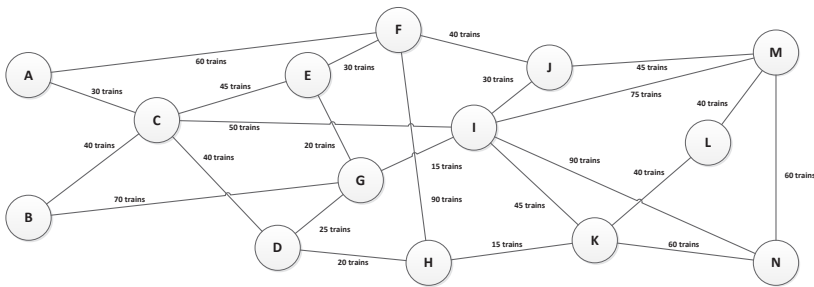 F
40 trains
M
60 trains
J
45 trains
A
30 trains
E
30 trains
75 trains
30 trains
45 trains
40 trains
C
50 trains
I
L
40 trains
40 trains
20 trains
15 trains
90 trains
40 trains
60 trains
G
70 trains
90 trains
45 trains
B
25 trains
D
K
60 trains
20 trains
H
15 trains
N